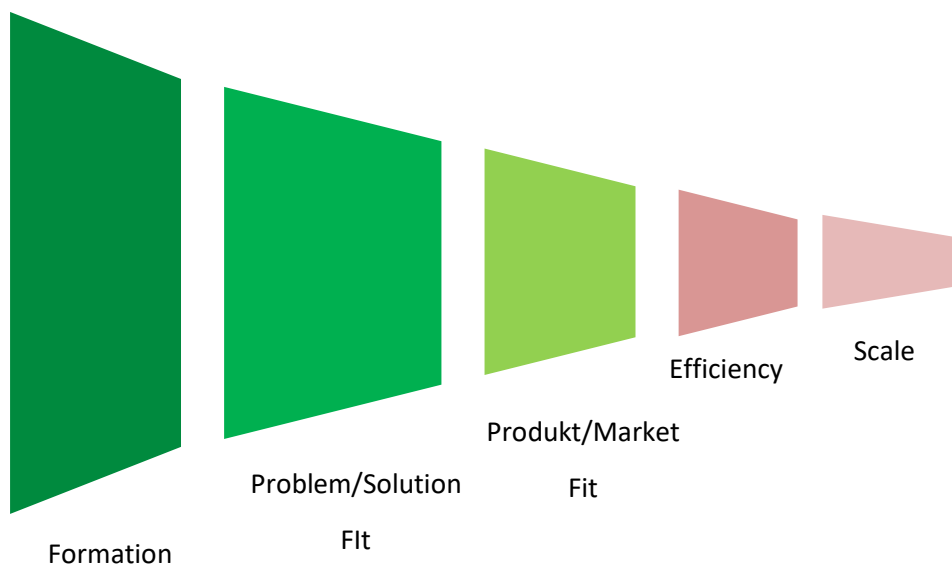 Formation
Problem/Solution
FIt
Produkt/Market
Fit
Efficiency
Scale